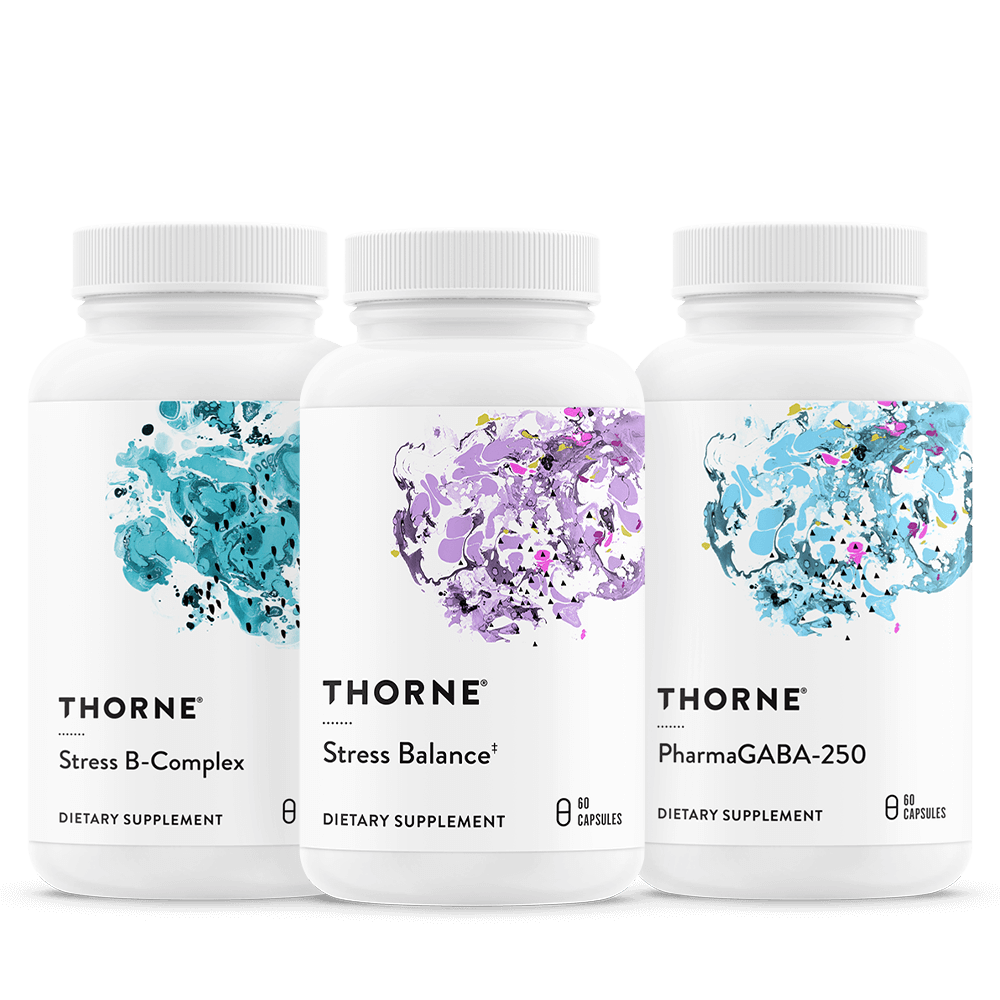 THORNE®
Stress B-Complex
DIETARY SUPPLEMENT
THORNE®
Stress Balance‡
DIETARY SUPPLEMENT
60
CAPSULES
THORNE®
PharmaGABA-250
DIETARY SUPPLEMENT
60
CAPSULES